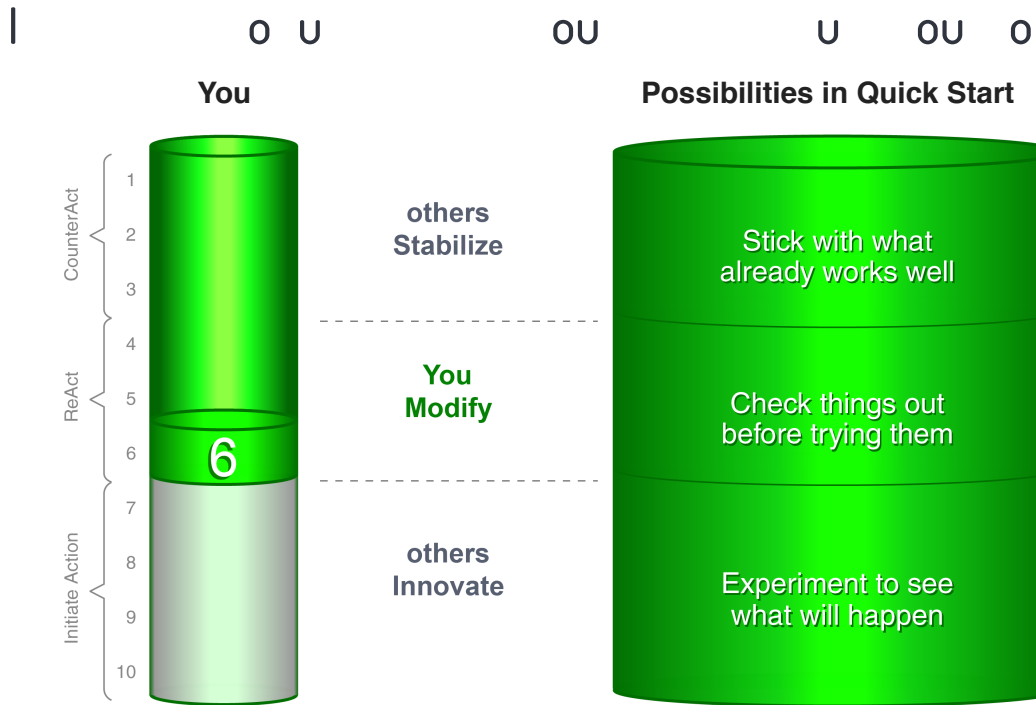 You
Possibilities in Quick Start
CounterAct
1
2
3
others
Stabilize
Stick with what
already works well
ReAct
4
5
6
6
You
Modify
Check things out
before trying them
Initiate Action
7
8
9
10
others
Innovate
Experiment to see
what will happen